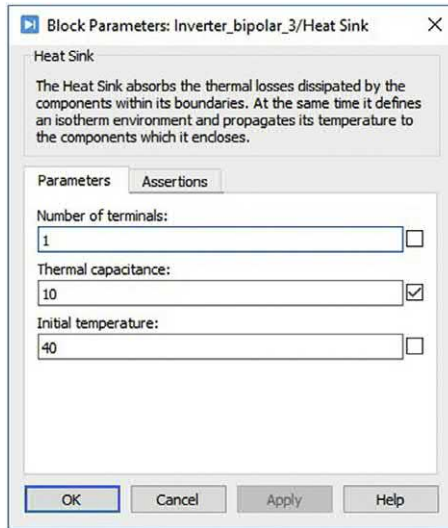 Block Parameters: Inverter_bipolar_3/Heat Sink
Heat Sink
The Heat Sink absorbs the thermal losses dissipated by the
components within its boundaries. At the same time it defines
an isotherm environment and propagates its temperature to
the components which it encloses.
Parameters Assertions
Number of terminals:
1
Thermal capacitance:
10
Initial temperature:
40
OK Cancel Apply Help